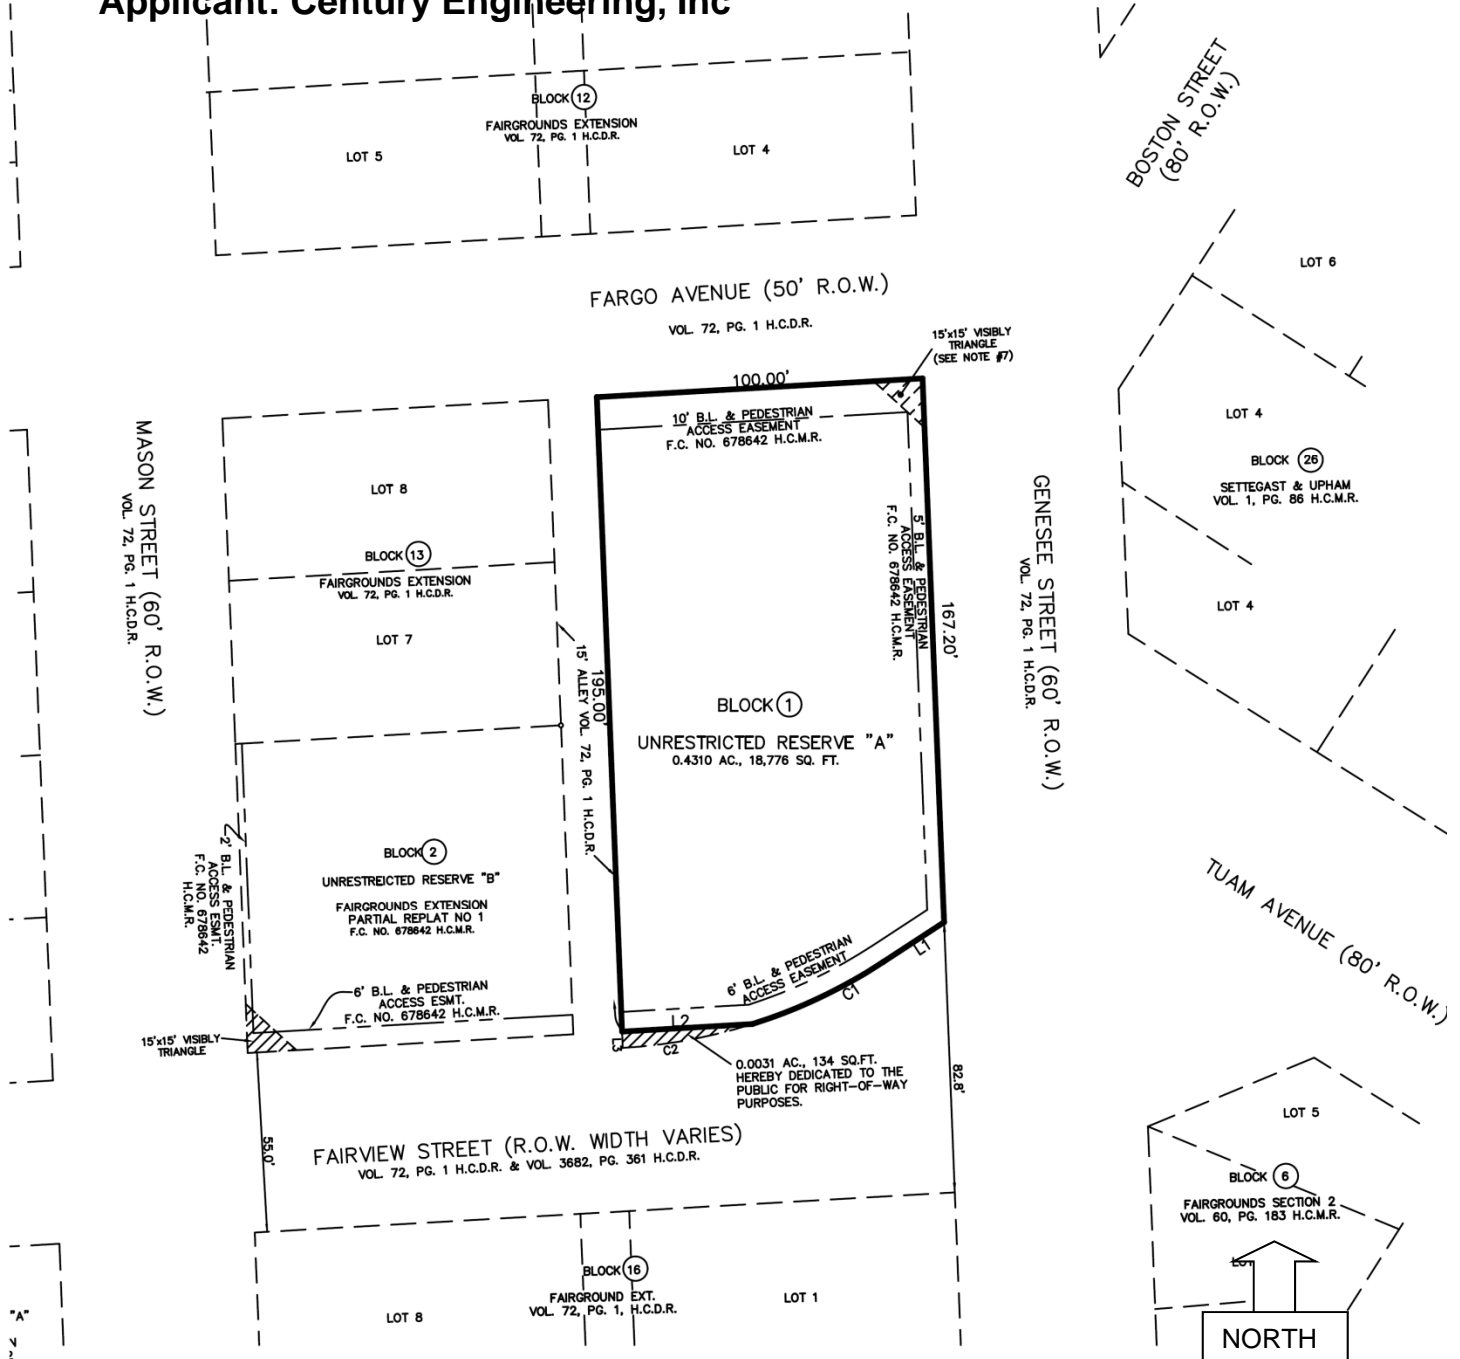 Applicant: Century Engineering, Inc
BLOCK 12
FAIRGROUNDS EXTENSION
VOL. 72, PG. 1 H.C.D.R.
LOT 5
LOT 4
BOSTON STREET
(80' R.O.W.)
LOT 6
FARGO AVENUE (50' R.O.W.)
VOL. 72, PG. 1 H.C.D.R.
15'x15' VISIBLY
TRIANGLE
(SEE NOTE #7)
100.00'
10' B.L. & PEDESTRIAN
ACCESS EASEMENT
F.C. NO. 678642 H.C.M.R.
MASON STREET (60' R.O.W.)
VOL. 72, PG. 1 H.C.D.R.
LOT 8
BLOCK 13
FAIRGROUNDS EXTENSION
VOL. 72, PG. 1 H.C.D.R.
LOT 7
15' ALLEY VOL. 72, PG. 1 H.C.D.R.
195.00'
5' B.L. & PEDESTRIAN
ACCESS EASEMENT
F.C. NO. 678642 H.C.M.R.
167.20'
GENESEE STREET (60' R.O.W.)
VOL. 72, PG. 1 H.C.D.R.
LOT 4
BLOCK 26
SETTEGAST & UPHAM
VOL. 1, PG. 86 H.C.M.R.
LOT 4
BLOCK 1
UNRESTRICTED RESERVE "A"
0.4310 AC., 18,776 SQ. FT.
2' B.L. & PEDESTRIAN
ACCESS ESMT.
F.C. NO. 678642
H.C.M.R.
BLOCK 2
UNRESTREICTED RESERVE "B"
FAIRGROUNDS EXTENSION
PARTIAL REPLAT NO 1
F.C. NO. 678642 H.C.M.R.
6' B.L. & PEDESTRIAN
ACCESS ESMT.
F.C. NO. 678642 H.C.M.R.
15'x15' VISIBLY
TRIANGLE
6' B.L. & PEDESTRIAN
ACCESS EASEMENT
L1
C1
L2
L3
C2
0.0031 AC., 134 SQ.FT.
HEREBY DEDICATED TO THE
PUBLIC FOR RIGHT-OF-WAY
PURPOSES.
TUAM AVENUE (80' R.O.W.)
82.8'
55.0'
FAIRVIEW STREET (R.O.W. WIDTH VARIES)
VOL. 72, PG. 1 H.C.D.R. & VOL. 3682, PG. 361 H.C.D.R.
LOT 5
BLOCK 6
FAIRGROUNDS SECTION 2
VOL. 60, PG. 183 H.C.M.R.
BLOCK 16
FAIRGROUND EXT.
VOL. 72, PG. 1, H.C.D.R.
LOT 8
LOT 1
"A"
NORTH